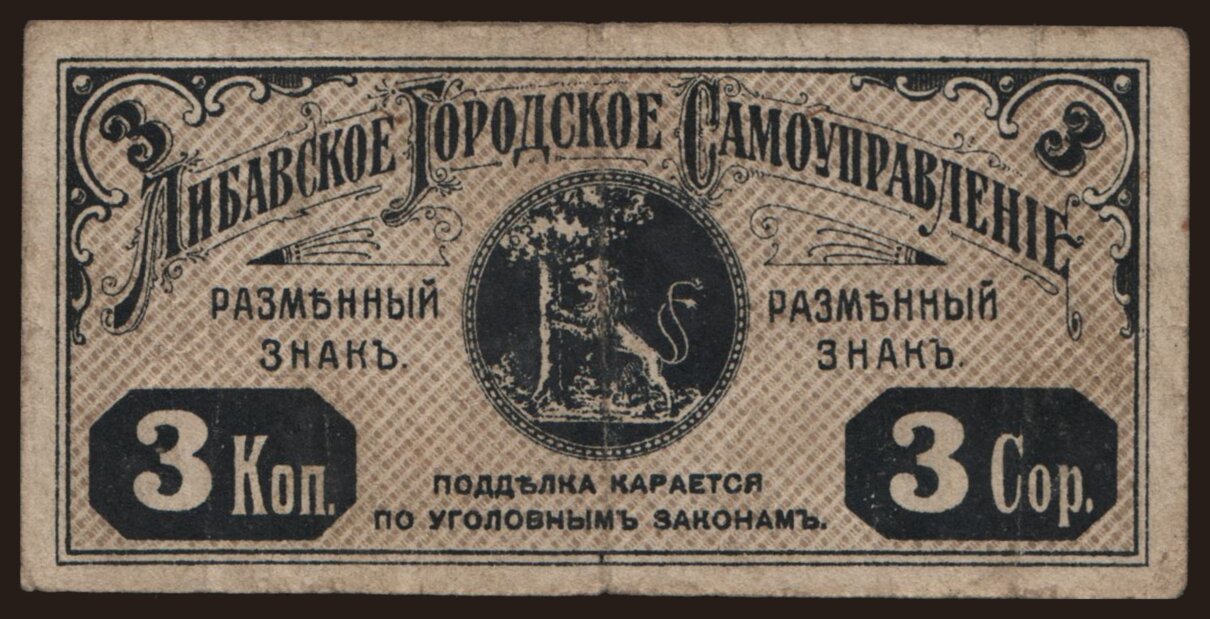 3
3
Либавское Городское Самоуправленіе
Размѣнный
знакъ.
Размѣнный
знакъ.
3 Коп.
3 Cop.
Поддѣлка карается
по уголовнымъ законамъ.